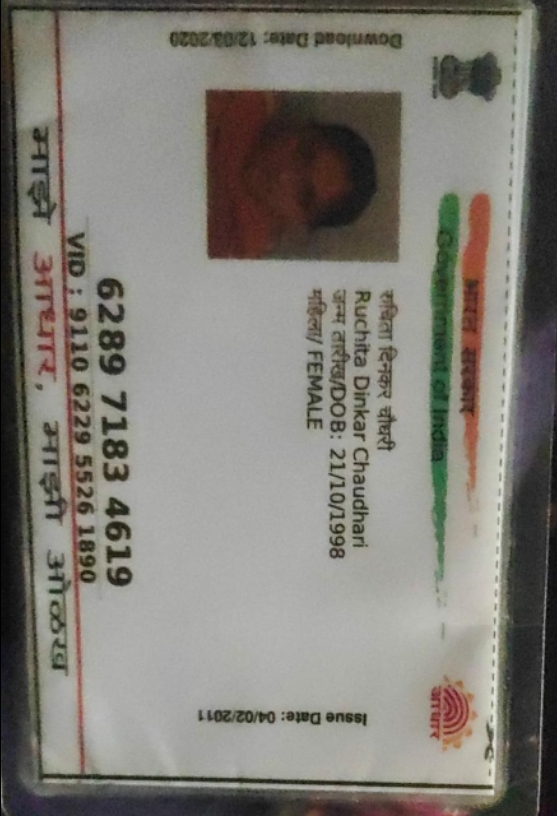 भारत सरकार
Government of India
Download Date: 12/03/2020
रुचिता दिनकर चौधरी
Ruchita Dinkar Chaudhari
जन्म तारीख/DOB: 21/10/1998
महिला/ FEMALE
Issue Date: 04/02/2011
आधार
6289 7183 4619
VID : 9110 6229 5526 1890
माझे आधार, माझी ओळख